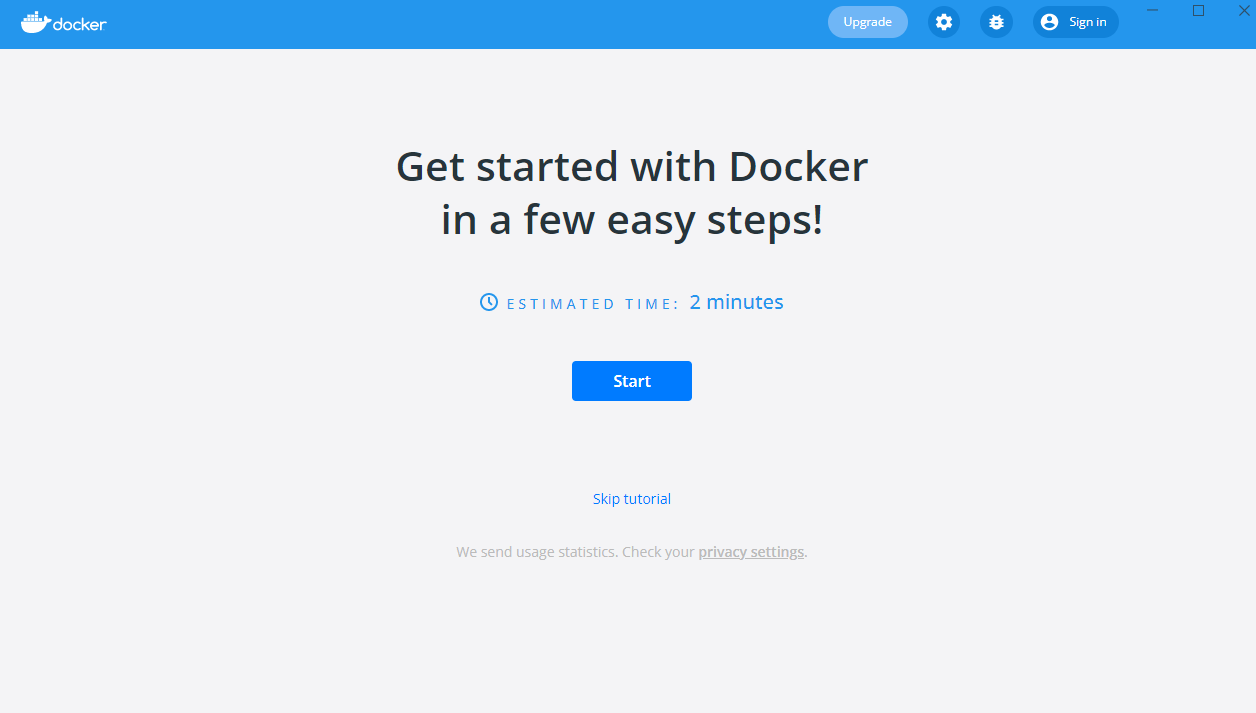 docker
Upgrade
Sign in
Get started with Docker
in a few easy steps!
ESTIMATED TIME: 2 minutes
Start
Skip tutorial
We send usage statistics. Check your privacy settings.